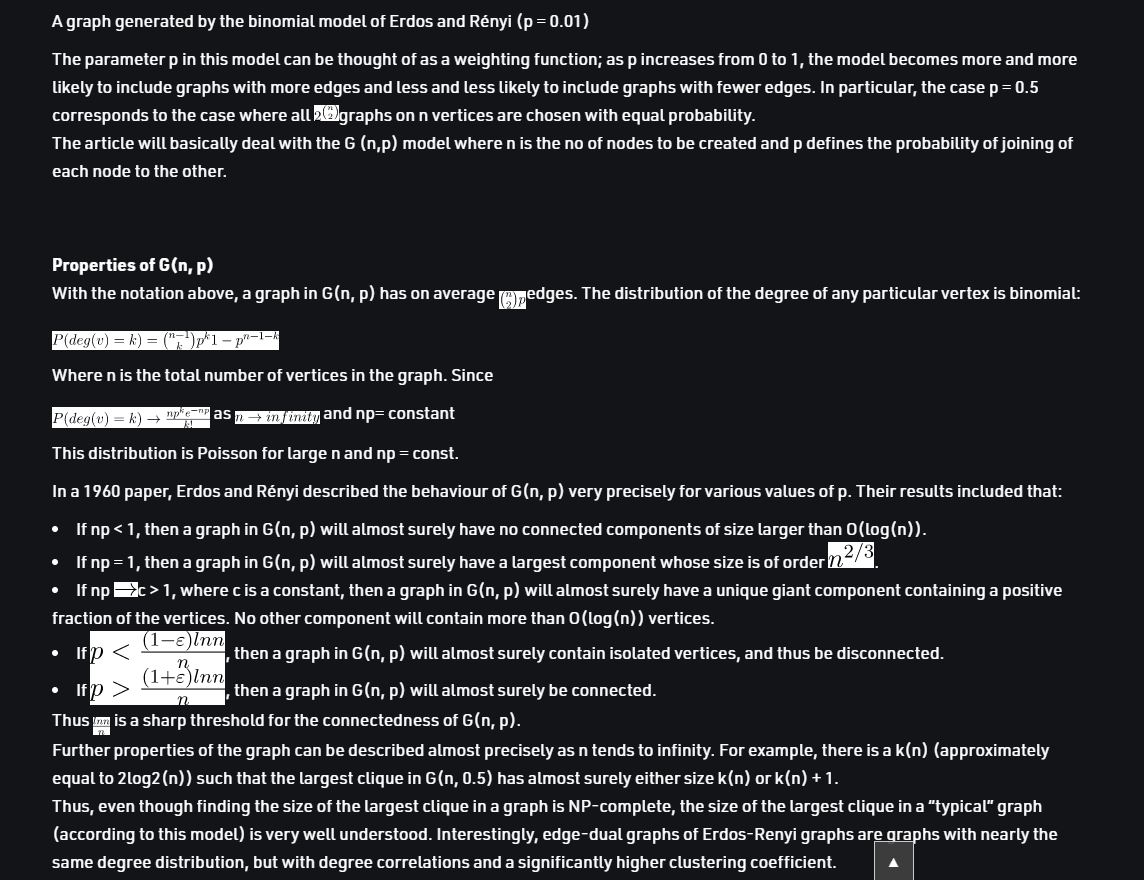 A graph generated by the binomial model of Erdos and Rényi (p = 0.01)
The parameter p in this model can be thought of as a weighting function; as p increases from 0 to 1, the model becomes more and more
likely to include graphs with more edges and less and less likely to include graphs with fewer edges. In particular, the case p = 0.5
corresponds to the case where all 2^{\binom{n}{2}} graphs on n vertices are chosen with equal probability.
The article will basically deal with the G (n,p) model where n is the no of nodes to be created and p defines the probability of joining of
each node to the other.
Properties of G(n, p)
With the notation above, a graph in G(n, p) has on average \binom{n}{2}p edges. The distribution of the degree of any particular vertex is binomial:
P(deg(v) = k) = \binom{n-1}{k}p^k 1 - p^{n-1-k}
Where n is the total number of vertices in the graph. Since
P(deg(v) = k) → \frac{np^k e^{-np}}{k!} as n → infinity and np= constant
This distribution is Poisson for large n and np = const.
In a 1960 paper, Erdos and Rényi described the behaviour of G(n, p) very precisely for various values of p. Their results included that:
• If np < 1, then a graph in G(n, p) will almost surely have no connected components of size larger than O(log(n)).
• If np = 1, then a graph in G(n, p) will almost surely have a largest component whose size is of order n^{2/3}.
• If np → c > 1, where c is a constant, then a graph in G(n, p) will almost surely have a unique giant component containing a positive
fraction of the vertices. No other component will contain more than O(log(n)) vertices.
• If p < \frac{(1-ε)lnn}{n}, then a graph in G(n, p) will almost surely contain isolated vertices, and thus be disconnected.
• If p > \frac{(1+ε)lnn}{n}, then a graph in G(n, p) will almost surely be connected.
Thus \frac{lnn}{n} is a sharp threshold for the connectedness of G(n, p).
Further properties of the graph can be described almost precisely as n tends to infinity. For example, there is a k(n) (approximately
equal to 2log2(n)) such that the largest clique in G(n, 0.5) has almost surely either size k(n) or k(n) + 1.
Thus, even though finding the size of the largest clique in a graph is NP-complete, the size of the largest clique in a "typical" graph
(according to this model) is very well understood. Interestingly, edge-dual graphs of Erdos-Renyi graphs are graphs with nearly the
same degree distribution, but with degree correlations and a significantly higher clustering coefficient.